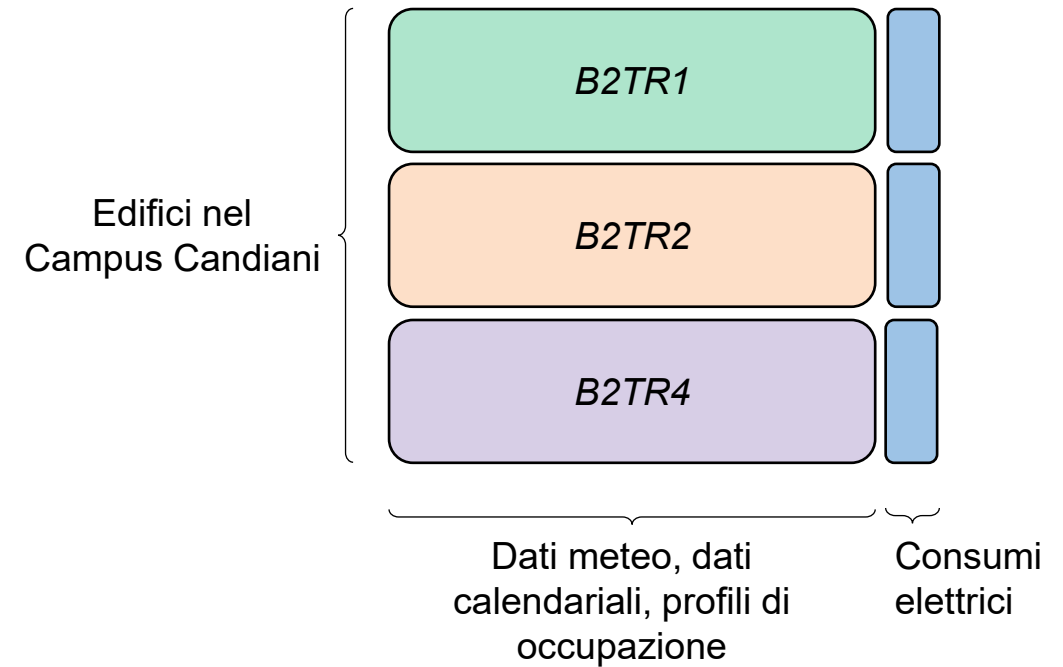 B2TR1
Edifici nel
Campus Candiani
B2TR2
B2TR4
Dati meteo, dati
calendariali, profili di
occupazione
Consumi
elettrici